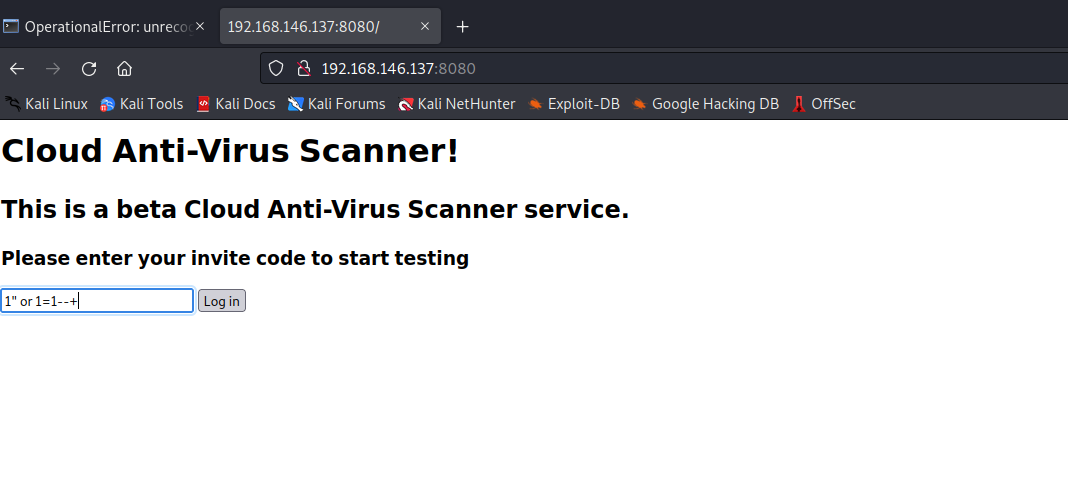 OperationalError: unreco
192.168.146.137:8080/
192.168.146.137:8080
Kali Linux Kali Tools Kali Docs Kali Forums Kali NetHunter Exploit-DB Google Hacking DB OffSec
Cloud Anti-Virus Scanner!
This is a beta Cloud Anti-Virus Scanner service.
Please enter your invite code to start testing
1" or 1=1--+ Log in